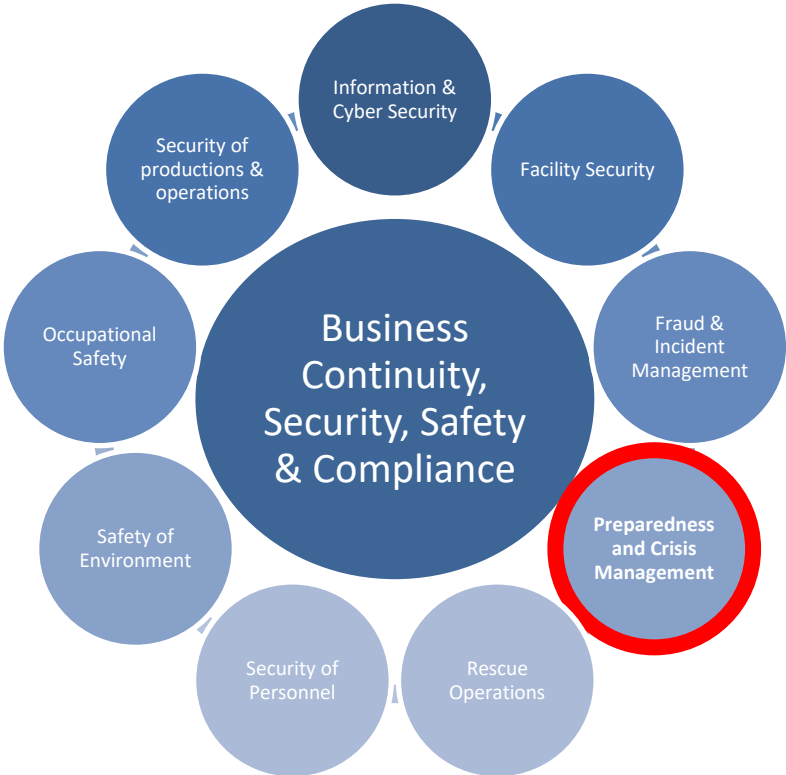 Information &
Cyber Security
Facility Security
Fraud &
Incident
Management
Preparedness
and Crisis
Management
Rescue
Operations
Security of
Personnel
Safety of
Environment
Occupational
Safety
Security of
productions &
operations
Business
Continuity,
Security, Safety
& Compliance